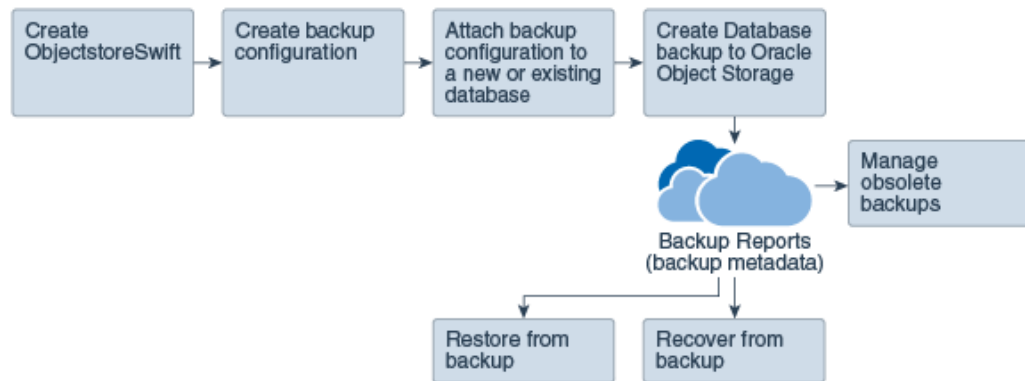 Create
ObjectstoreSwift
Create backup
configuration
Attach backup
configuration to
a new or existing
database
Create Database
backup to Oracle
Object Storage
Manage
obsolete
backups
Backup Reports
(backup metadata)
Restore from
backup
Recover from
backup